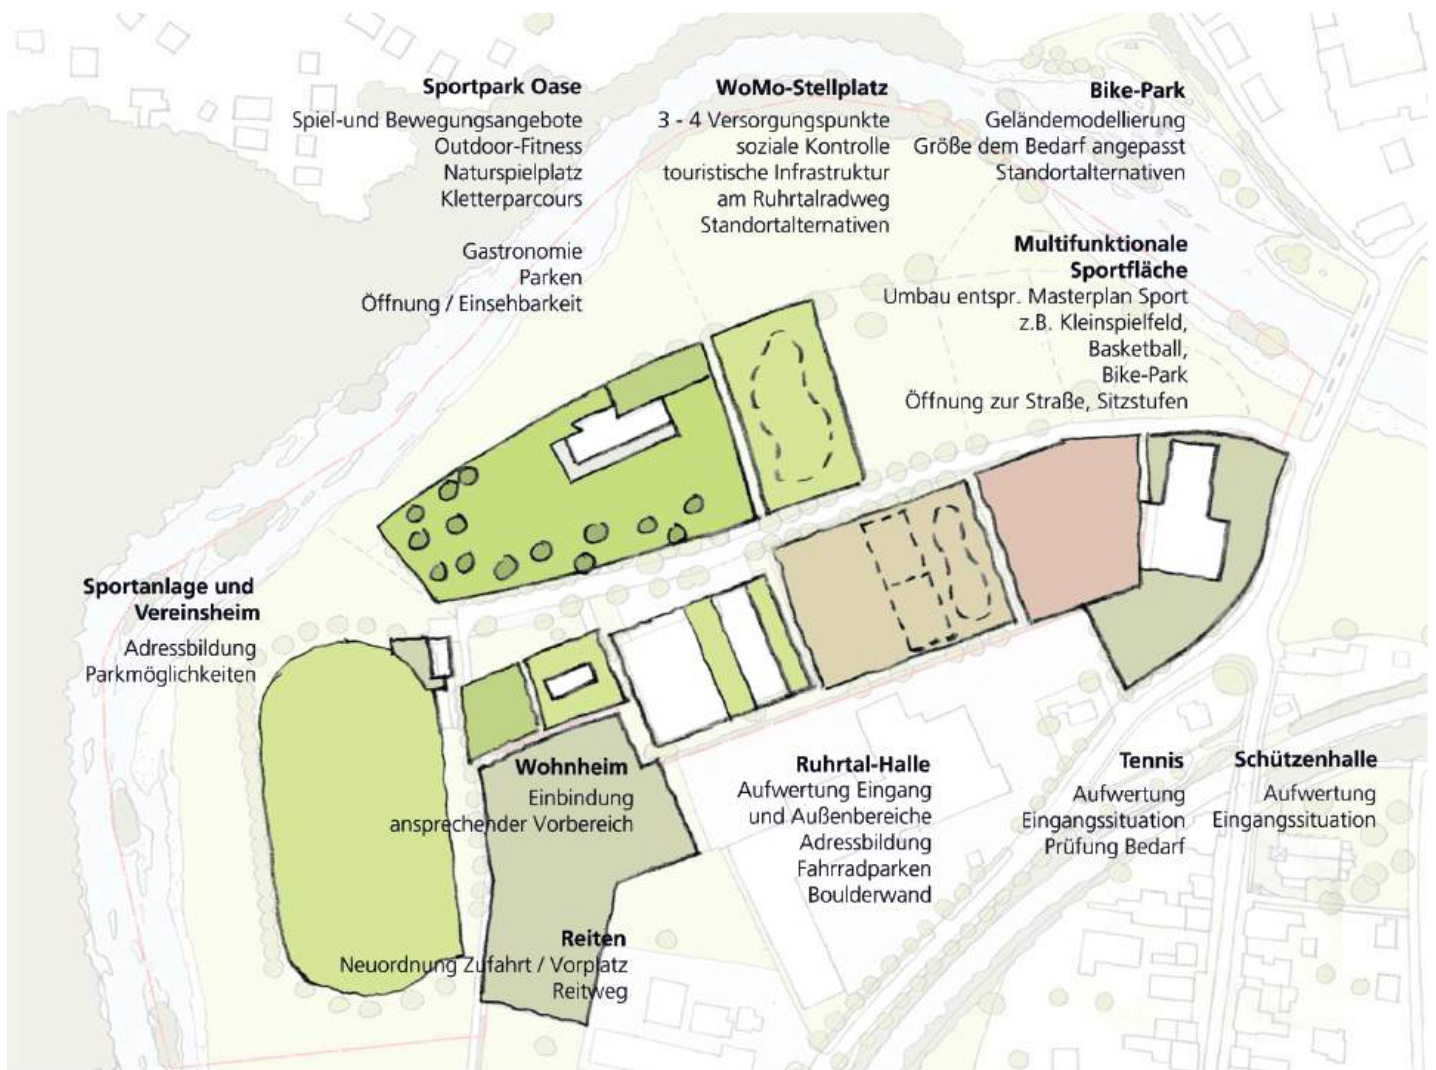 Sportpark Oase
Spiel-und Bewegungsangebote
Outdoor-Fitness
Naturspielplatz
Kletterparcours
Gastronomie
Parken
Öffnung / Einsehbarkeit
WoMo-Stellplatz
3 - 4 Versorgungspunkte
soziale Kontrolle
touristische Infrastruktur
am Ruhrtalradweg
Standortalternativen
Bike-Park
Geländemodellierung
Größe dem Bedarf angepasst
Standortalternativen
Multifunktionale
Sportfläche
Umbau entspr. Masterplan Sport
z.B. Kleinspielfeld,
Basketball,
Bike-Park
Öffnung zur Straße, Sitzstufen
Sportanlage und
Vereinsheim
Adressbildung
Parkmöglichkeiten
Wohnheim
Einbindung
ansprechender Vorbereich
Reiten
Neuordnung Zufahrt / Vorplatz
Reitweg
Ruhrtal-Halle
Aufwertung Eingang
und Außenbereiche
Adressbildung
Fahrradparken
Boulderwand
Tennis
Aufwertung
Eingangssituation
Prüfung Bedarf
Schützenhalle
Aufwertung
Eingangssituation